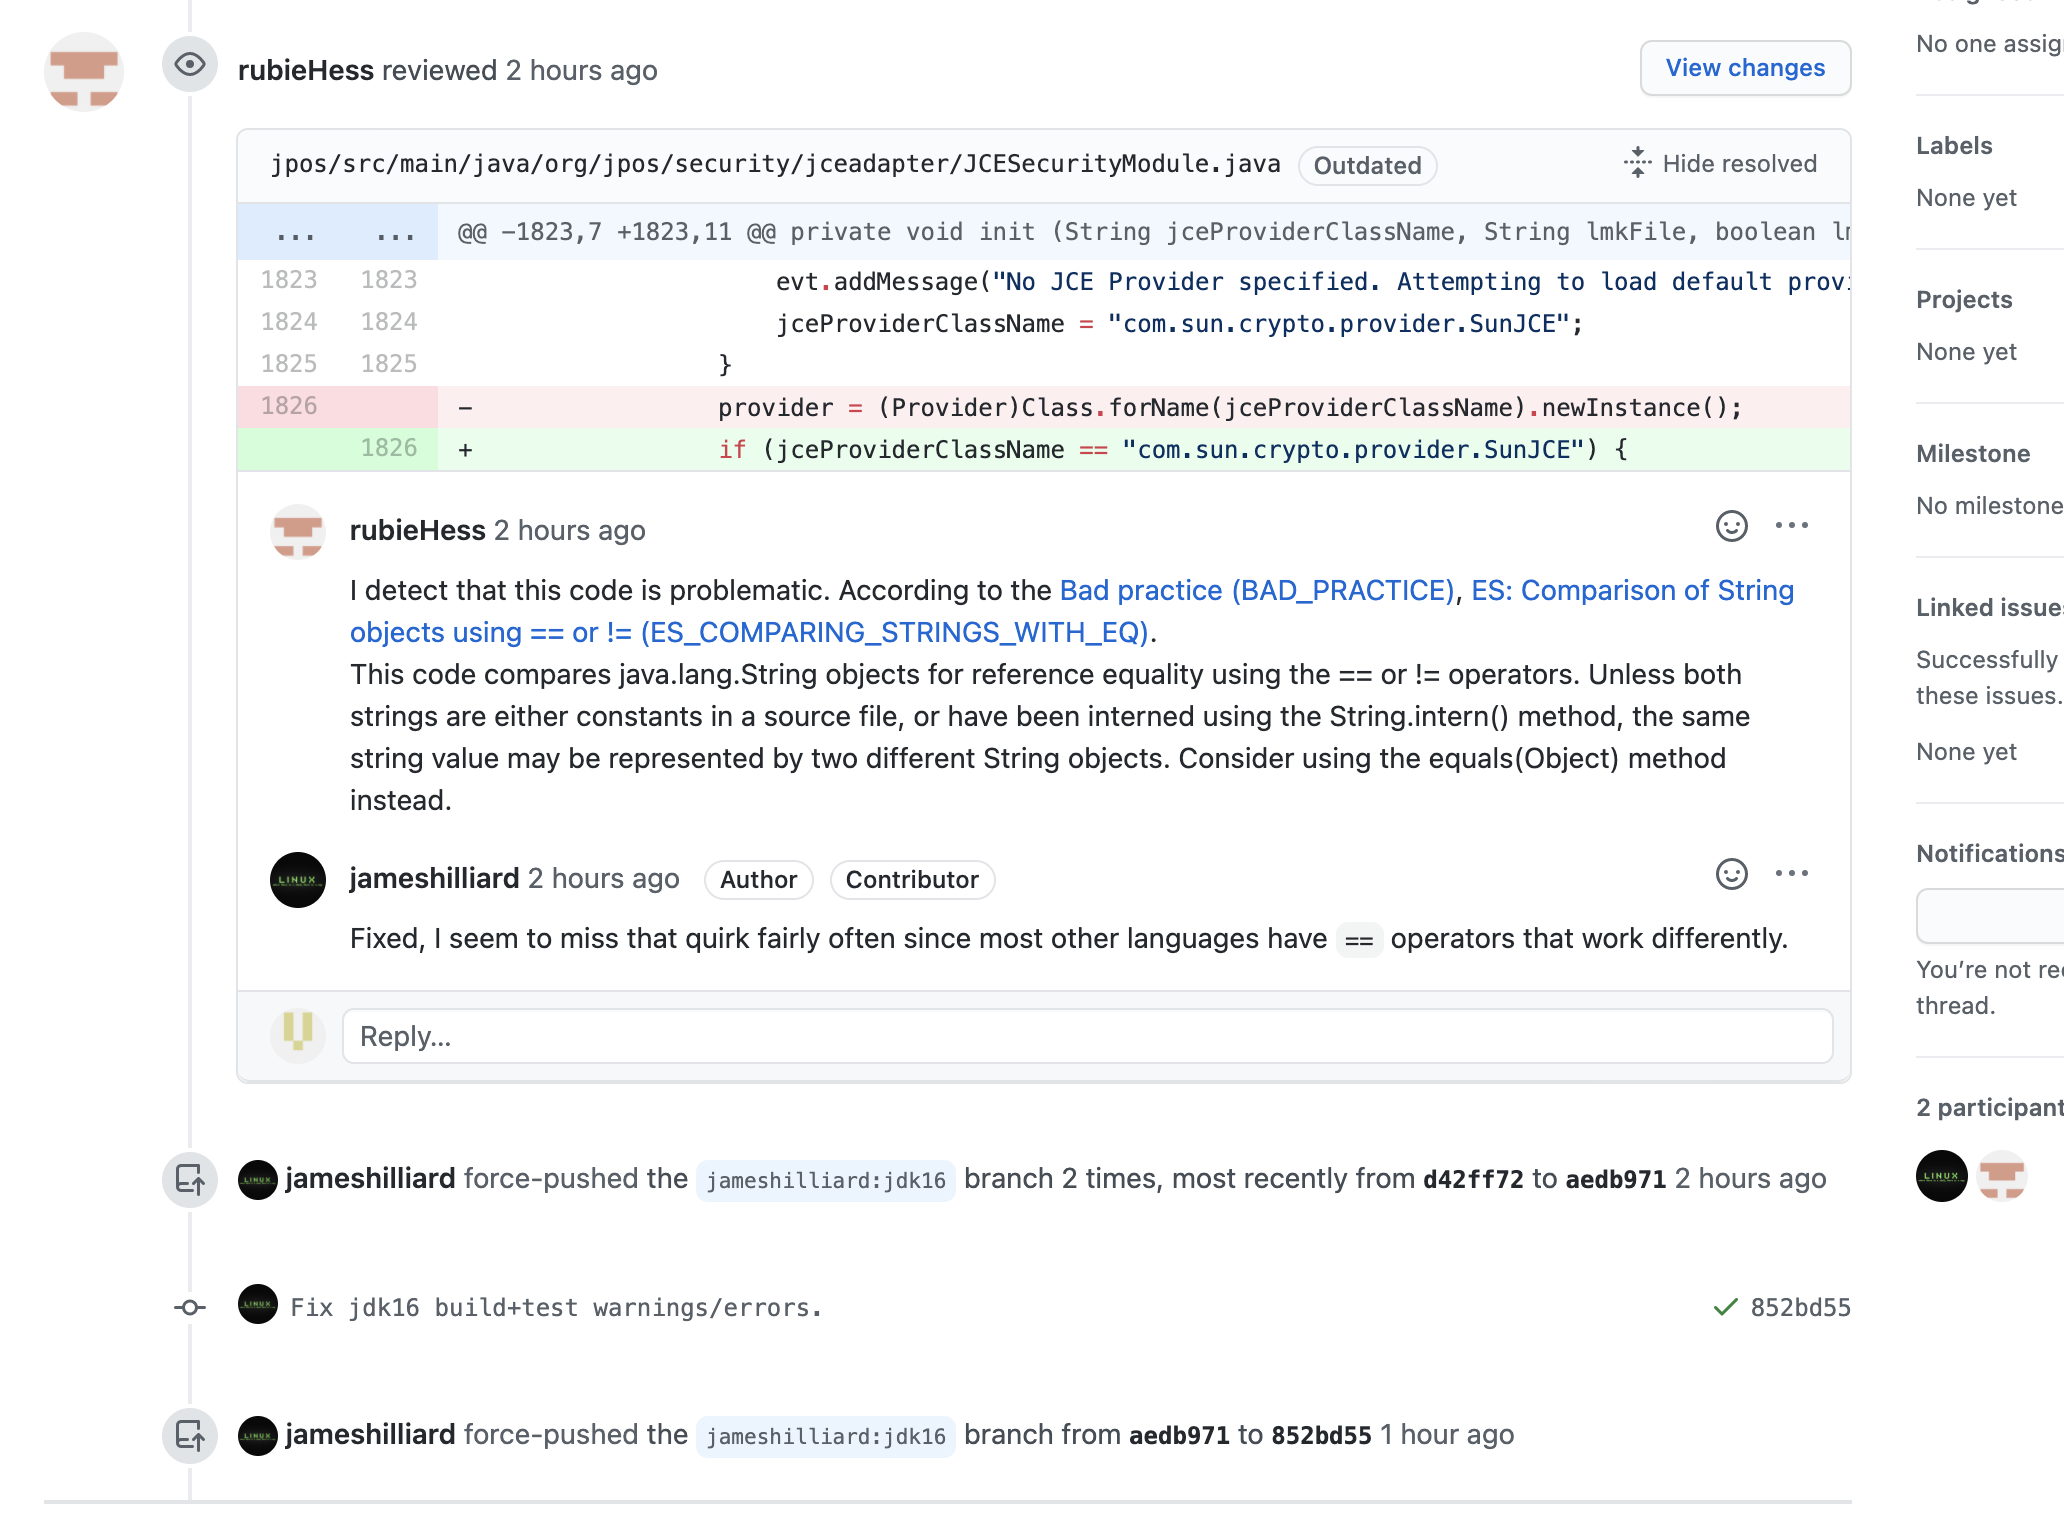 rubieHess reviewed 2 hours ago
View changes
jpos/src/main/java/org/jpos/security/jceadapter/JCESecurityModule.java Outdated Hide resolved
... ... @@ -1823,7 +1823,11 @@ private void init (String jceProviderClassName, String lmkFile, boolean
1823 1823 evt.addMessage("No JCE Provider specified. Attempting to load default
1824 1824 jceProviderClassName = "com.sun.crypto.provider.SunJCE";
1825 1825 }
1826 - provider = (Provider)Class.forName(jceProviderClassName).newInstance();
1826 + if (jceProviderClassName == "com.sun.crypto.provider.SunJCE") {
rubieHess 2 hours ago
I detect that this code is problematic. According to the Bad practice (BAD_PRACTICE), ES: Comparison of String
objects using == or != (ES_COMPARING_STRINGS_WITH_EQ).
This code compares java.lang.String objects for reference equality using the == or != operators. Unless both
strings are either constants in a source file, or have been interned using the String.intern() method, the same
string value may be represented by two different String objects. Consider using the equals(Object) method
instead.
LINUX
jameshilliard 2 hours ago Author Contributor
Fixed, I seem to miss that quirk fairly often since most other languages have == operators that work differently.
Reply...
jameshilliard force-pushed the jameshilliard:jdk16 branch 2 times, most recently from d42ff72 to aedb971 2 hours ago
Fix jdk16 build+test warnings/errors. 852bd55
jameshilliard force-pushed the jameshilliard:jdk16 branch from aedb971 to 852bd55 1 hour ago
No one
Labels
None yet
Projects
None yet
Milestone
No milestone
Linked
Successfully
these issues.
None yet
Notifications
You're not
thread.
2
LINUX